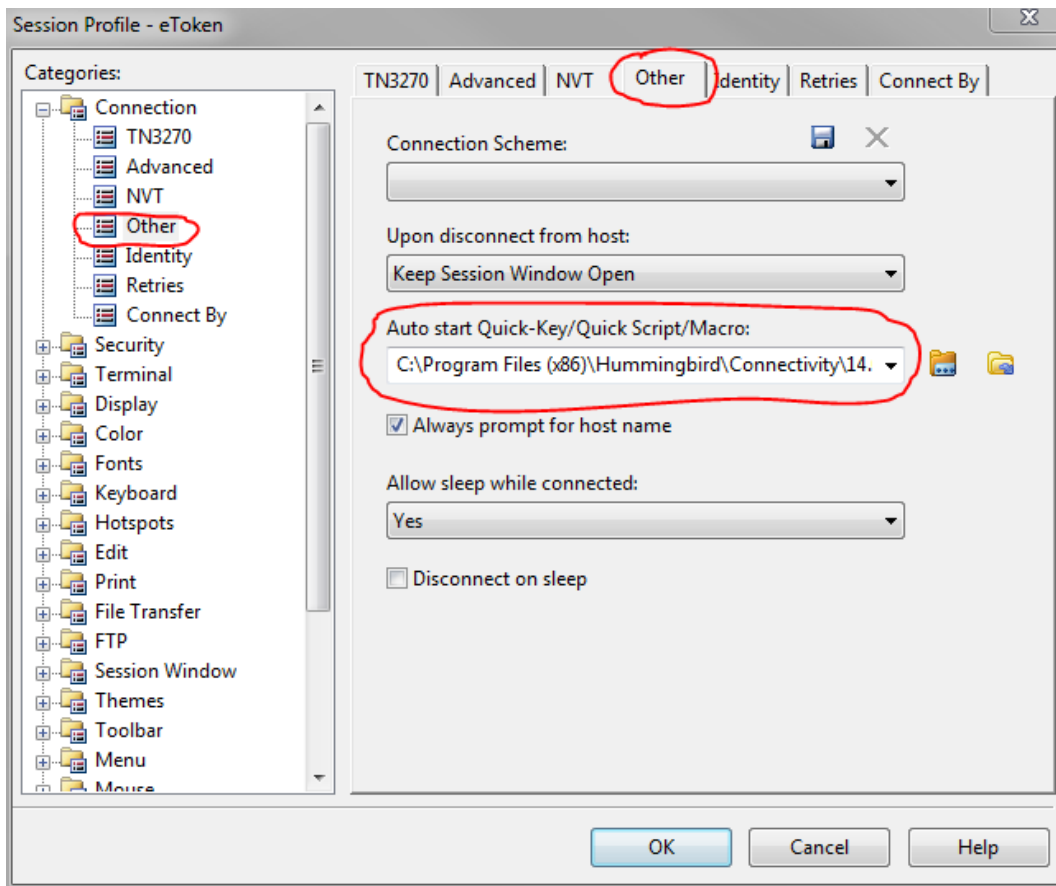 Session Profile - eToken
Categories:
Connection
TN3270
Advanced
NVT
Other
Identity
Retries
Connect By
Security
Terminal
Display
Color
Fonts
Keyboard
Hotspots
Edit
Print
File Transfer
FTP
Session Window
Themes
Toolbar
Menu
Mouse
TN3270 Advanced NVT Other Identity Retries Connect By
Connection Scheme:
Upon disconnect from host:
Keep Session Window Open
Auto start Quick-Key/Quick Script/Macro:
C:\Program Files (x86)\Hummingbird\Connectivity\14.
Always prompt for host name
Allow sleep while connected:
Yes
Disconnect on sleep
OK Cancel Help